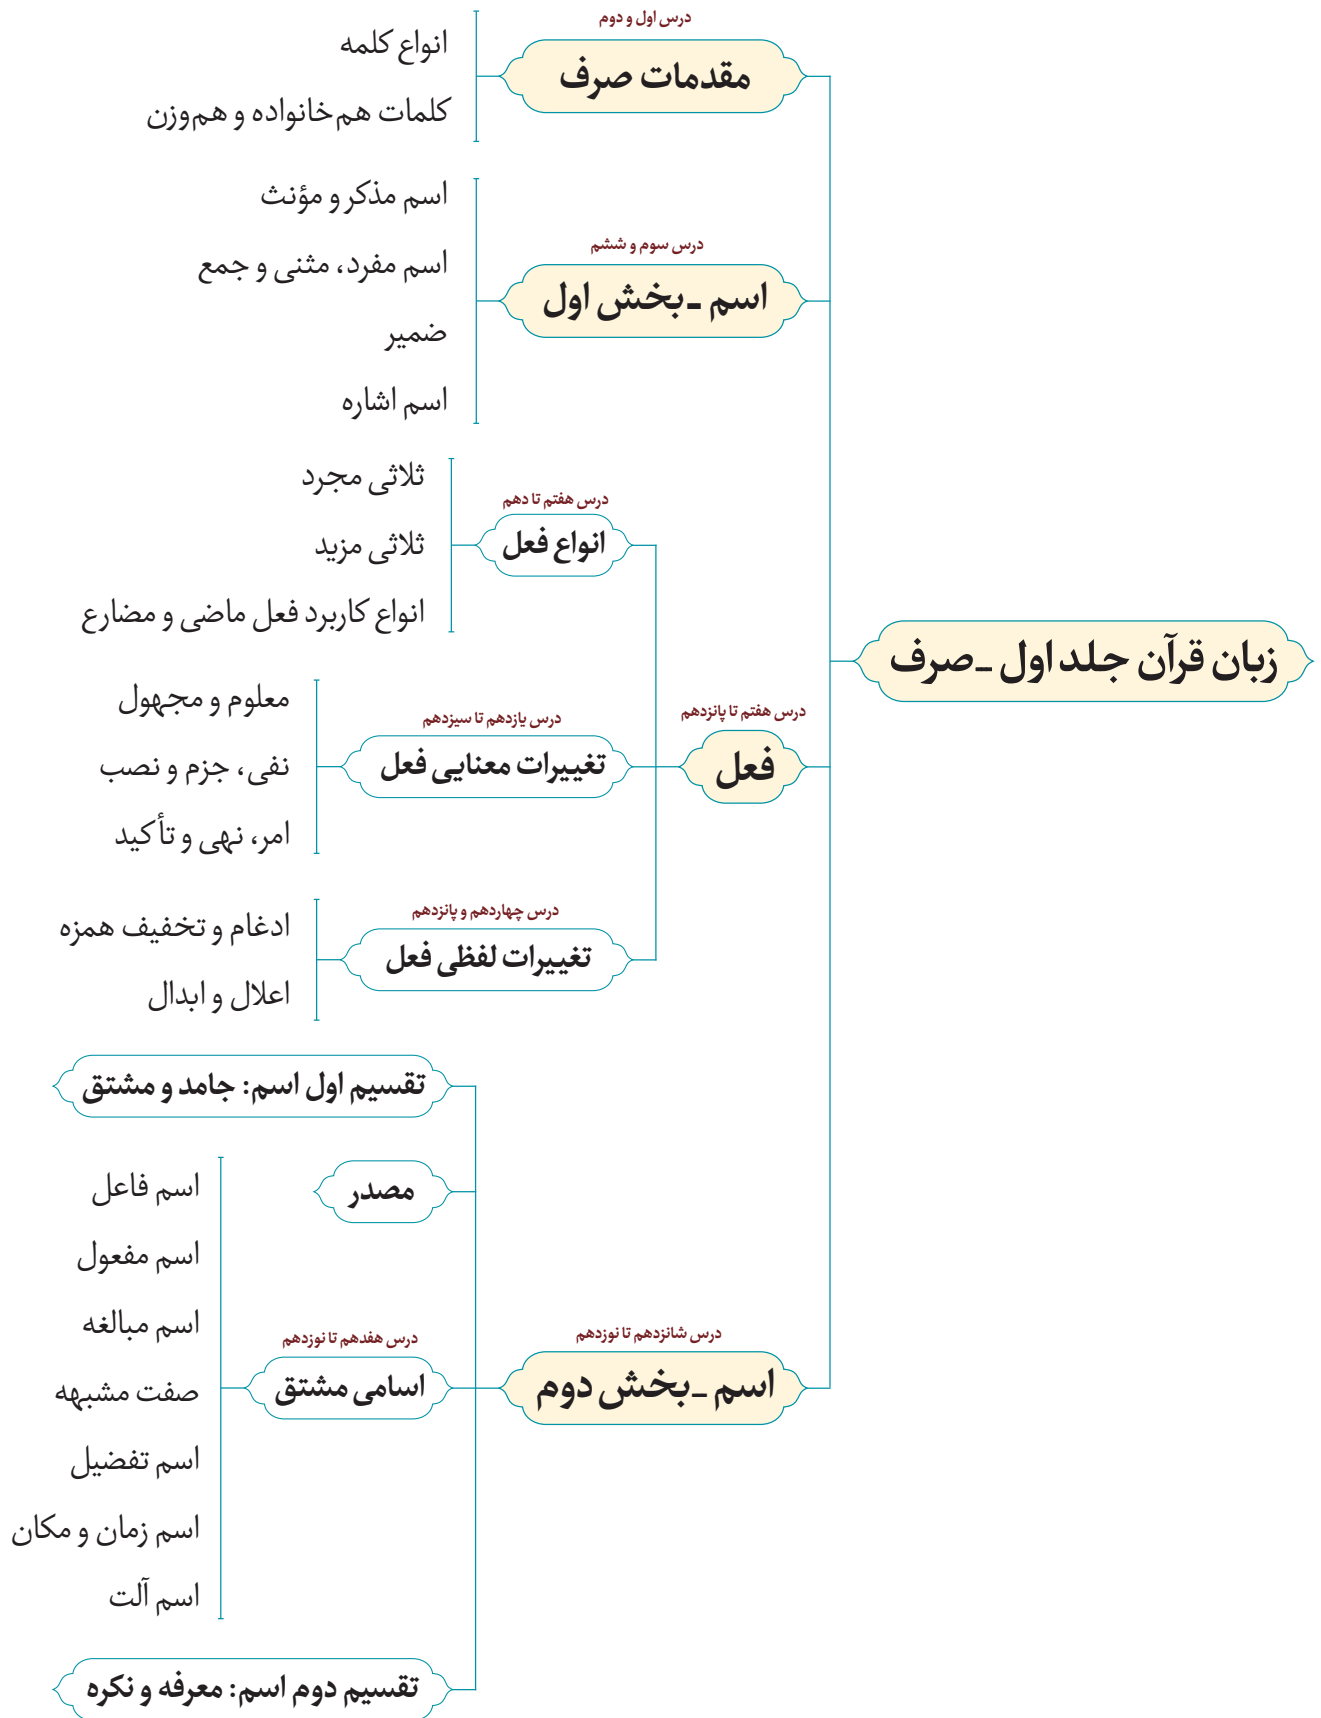 زبان قرآن جلد اول ـ صرف
درس اول و دوم
مقدمات صرف
انواع کلمه
کلمات هم‌خانواده و هم‌وزن
درس سوم و ششم
اسم ـ بخش اول
اسم مذکر و مؤنث
اسم مفرد، مثنی و جمع
ضمیر
اسم اشاره
درس هفتم تا پانزدهم
فعل
درس هفتم تا دهم
انواع فعل
ثلاثی مجرد
ثلاثی مزید
انواع کاربرد فعل ماضی و مضارع
درس یازدهم تا سیزدهم
تغییرات معنایی فعل
معلوم و مجهول
نفی، جزم و نصب
امر، نهی و تأکید
درس چهاردهم و پانزدهم
تغییرات لفظی فعل
ادغام و تخفیف همزه
اعلال و ابدال
درس شانزدهم تا نوزدهم
اسم ـ بخش دوم
تقسیم اول اسم: جامد و مشتق
مصدر
درس هفدهم تا نوزدهم
اسامی مشتق
اسم فاعل
اسم مفعول
اسم مبالغه
صفت مشبهه
اسم تفضیل
اسم زمان و مکان
اسم آلت
تقسیم دوم اسم: معرفه و نکره